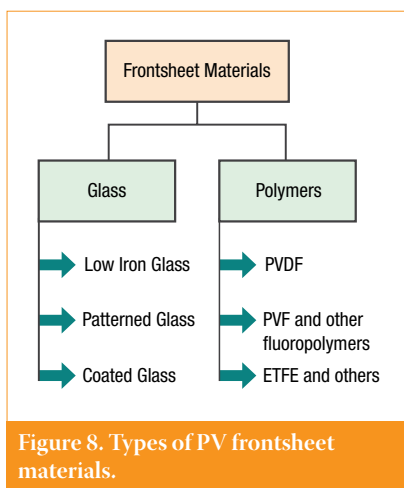 Frontsheet Materials
Glass
Polymers
Low Iron Glass
PVDF
Patterned Glass
PVF and other
fluoropolymers
Coated Glass
ETFE and others
Figure 8. Types of PV frontsheet
materials.